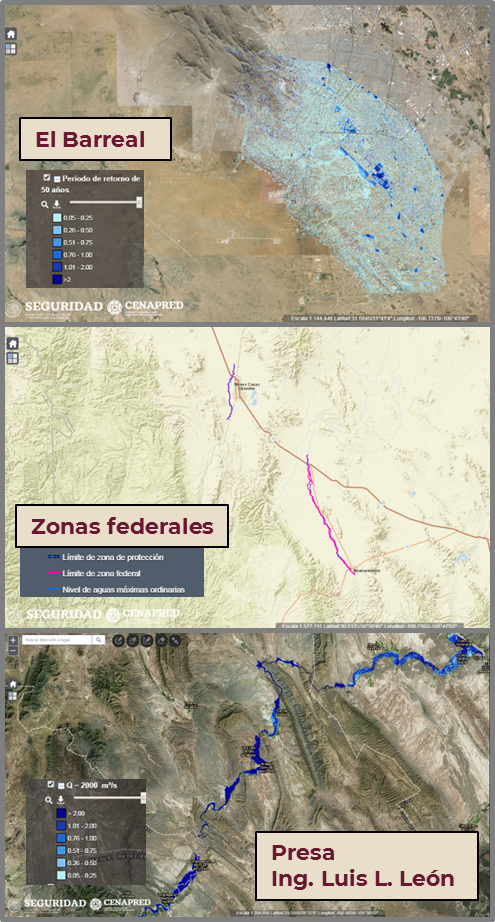 El Barreal
Periodo de retorno de
50 años
0.05 - 0.25
0.26 - 0.50
0.51 - 0.75
0.76 - 1.00
1.01 - 2.00
>2
SEGURIDAD CENAPRED
Nuevo Casas
Grandes
Zonas federales
Límite de zona de protección
Límite de zona federal
Nivel de aguas máximas ordinarias
Buenaventura
SEGURIDAD CENAPRED
Buscar dirección o lugar
Q = 2000 m³/s
> 2.00
1.01 - 2.00
0.76 - 1.00
0.51 - 0.75
0.26 - 0.50
0.05 - 0.25
Presa
Ing. Luis L. León
SEGURIDAD CENAPRED